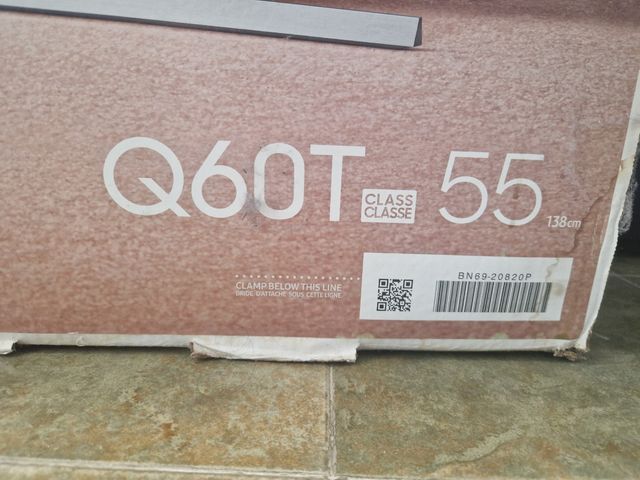 Q60T CLASS CLASSE 55 138cm
CLAMP BELOW THIS LINE
BRIDE D'ATTACHE SOUS CETTE LIGNE
BN69-20820P